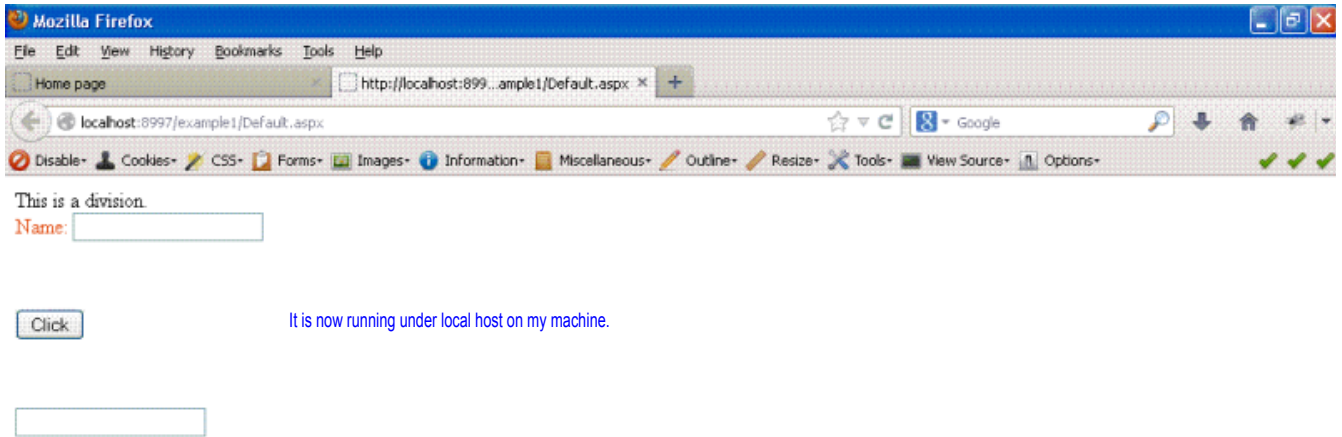 Mozilla Firefox
File Edit View History Bookmarks Tools Help
Home page
http://localhost:899...ample1/Default.aspx
localhost:8997/example1/Default.aspx
Google
Disable Cookies CSS Forms Images Information Miscellaneous Outline Resize Tools View Source Options
This is a division.
Name:
Click
It is now running under local host on my machine.